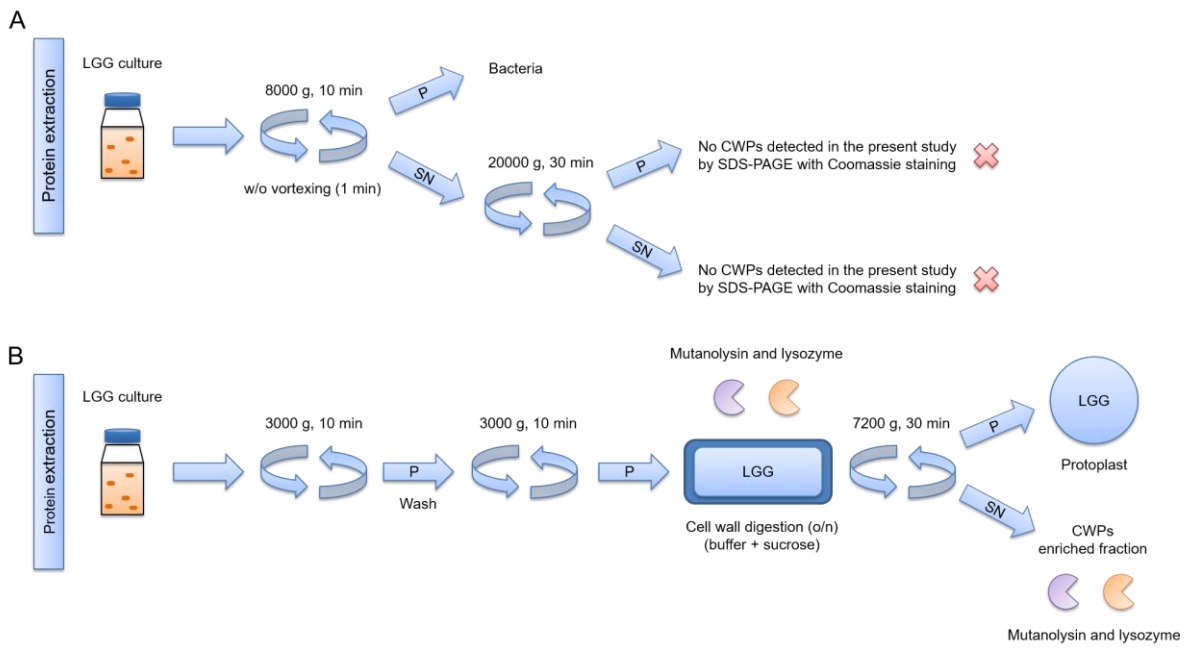 A
Protein extraction
LGG culture
8000 g, 10 min
w/o vortexing (1 min)
P
Bacteria
SN
20000 g, 30 min
P
No CWPs detected in the present study
by SDS-PAGE with Coomassie staining
SN
No CWPs detected in the present study
by SDS-PAGE with Coomassie staining
B
Protein extraction
LGG culture
3000 g, 10 min
P
Wash
3000 g, 10 min
P
Mutanolysin and lysozyme
LGG
Cell wall digestion (o/n)
(buffer + sucrose)
7200 g, 30 min
P
LGG
Protoplast
SN
CWPs
enriched fraction
Mutanolysin and lysozyme